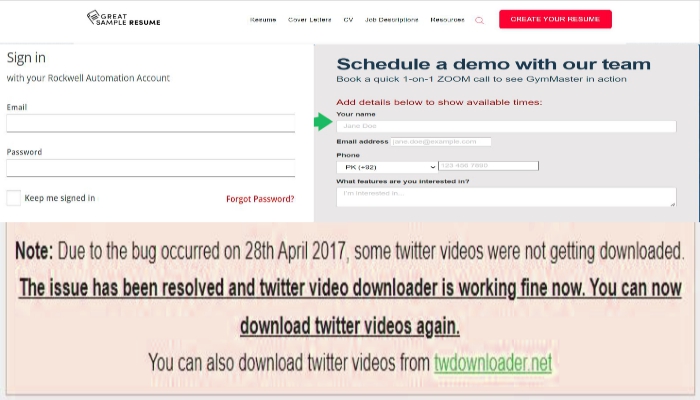 GREAT
SAMPLE RESUME
Resume Cover Letters CV Job Descriptions Resources CREATE YOUR RESUME
Sign in
with your Rockwell Automation Account
Email
Password
Keep me signed in Forgot Password?
Schedule a demo with our team
Book a quick 1-on-1 ZOOM call to see GymMaster in action
Add details below to show available times:
Your name
Jane Doe
Email address jane.doe@example.com
Phone
PK (+92) 123 456 7890
What features are you interested in?
I'm interested in...
Note: Due to the bug occurred on 28th April 2017, some twitter videos were not getting downloaded.
The issue has been resolved and twitter video downloader is working fine now. You can now
download twitter videos again.
You can also download twitter videos from twdownloader.net